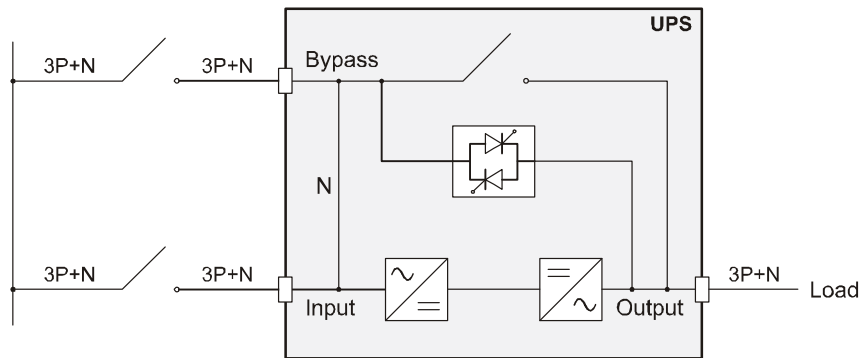 UPS
3P+N
3P+N
Bypass
N
3P+N
3P+N
Input
Output
3P+N
Load